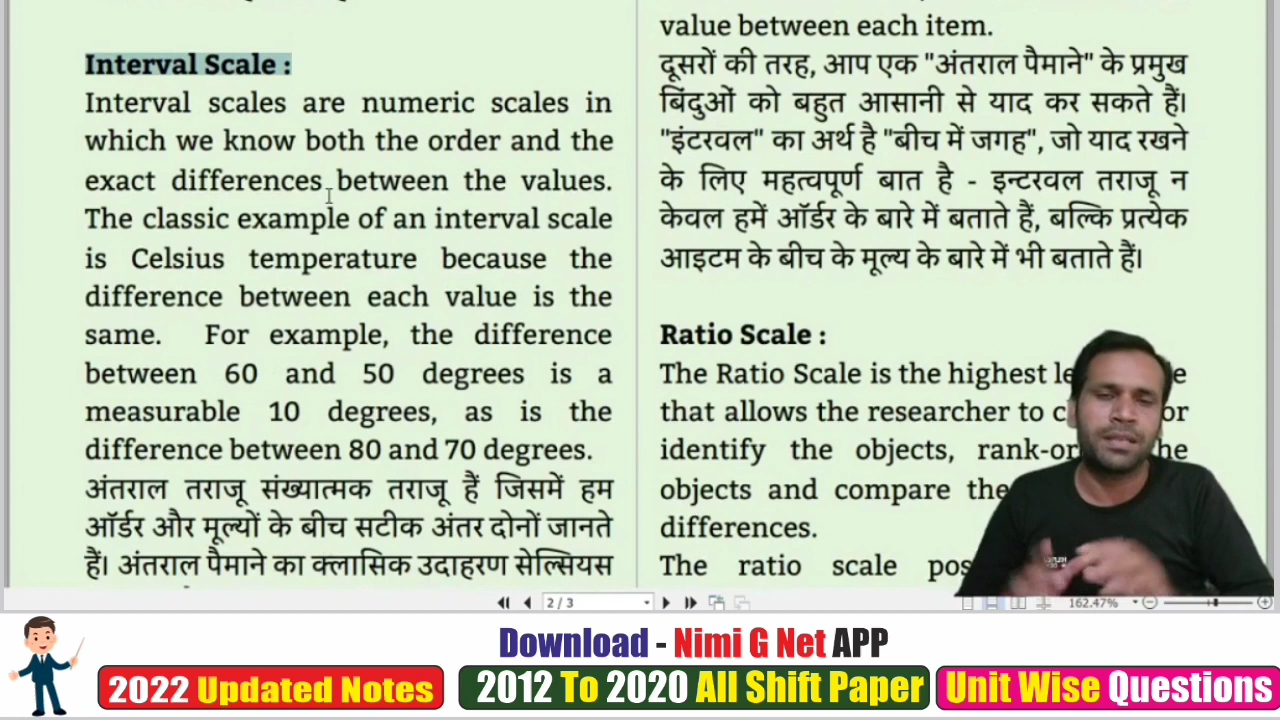 Interval Scale :
Interval scales are numeric scales in
which we know both the order and the
exact differences between the values.
The classic example of an interval scale
is Celsius temperature because the
difference between each value is the
same. For example, the difference
between 60 and 50 degrees is a
measurable 10 degrees, as is the
difference between 80 and 70 degrees.
अंतराल तराजू संख्यात्मक तराजू हैं जिसमें हम
ऑर्डर और मूल्यों के बीच सटीक अंतर दोनों जानते
हैं। अंतराल पैमाने का क्लासिक उदाहरण सेल्सियस
value between each item.
दूसरों की तरह, आप एक "अंतराल पैमाने" के प्रमुख
बिंदुओं को बहुत आसानी से याद कर सकते हैं।
"इंटरवल" का अर्थ है "बीच में जगह", जो याद रखने
के लिए महत्वपूर्ण बात है - इन्टरवल तराजू न
केवल हमें ऑर्डर के बारे में बताते हैं, बल्कि प्रत्येक
आइटम के बीच के मूल्य के बारे में भी बताते हैं।
Ratio Scale :
The Ratio Scale is the highest
that allows the researcher to
identify the objects,
objects and compare
differences.
The ratio scale
2 / 3
162.47%
Download - Nimi G Net APP
2022 Updated Notes
2012 To 2020 All Shift Paper
Unit Wise Questions